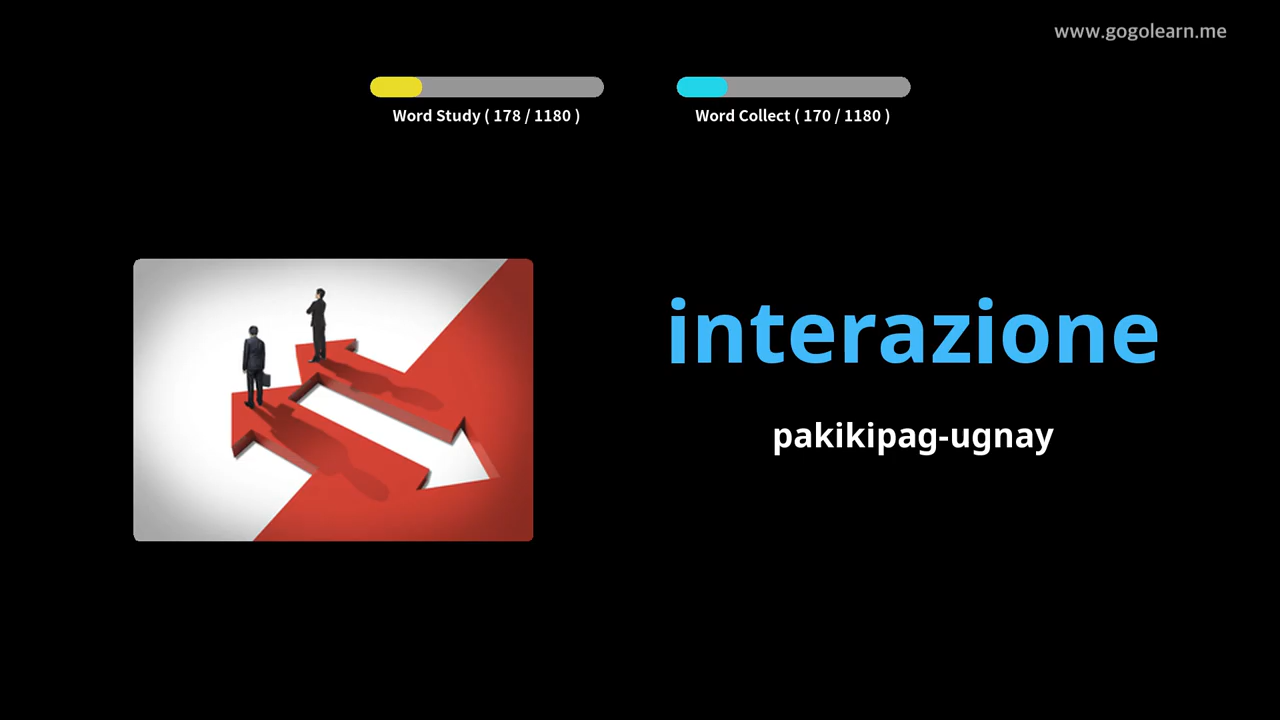 www.gogolearn.me
Word Study ( 178 / 1180 )
Word Collect ( 170 / 1180 )
interazione
pakikipag-ugnay